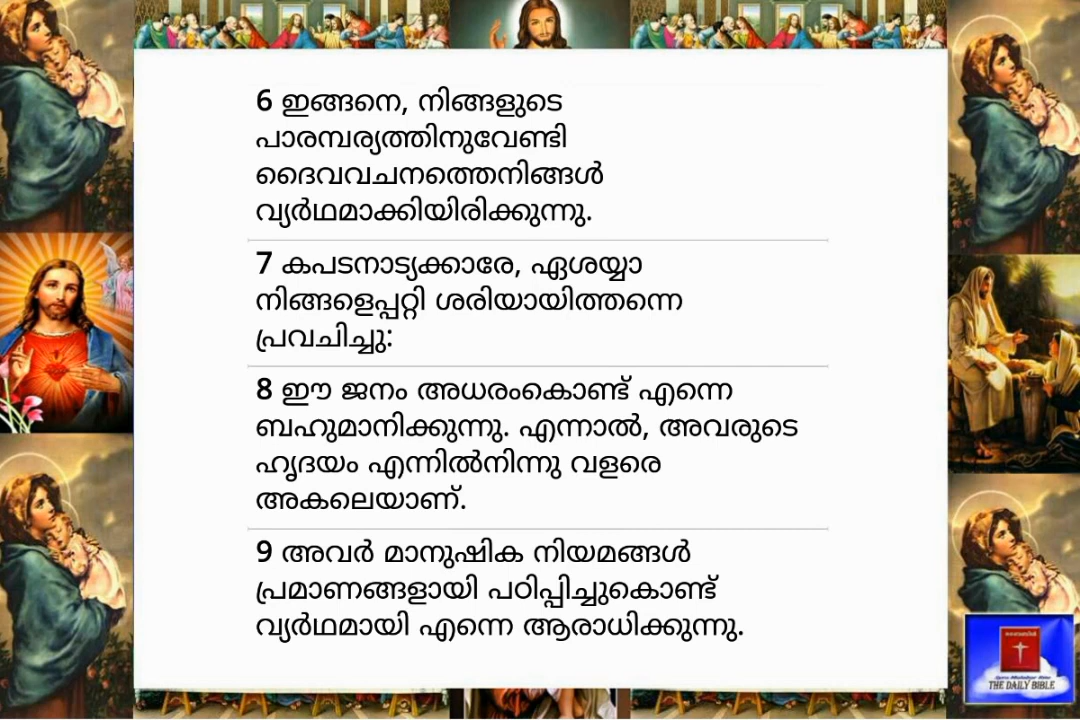 6 ഇങ്ങനെ, നിങ്ങളുടെ
പാരമ്പര്യത്തിനുവേണ്ടി
ദൈവവചനത്തെനിങ്ങൾ
വ്യർഥമാക്കിയിരിക്കുന്നു.
7 കപടനാട്യക്കാരേ, ഏശയ്യാ
നിങ്ങളെപ്പറ്റി ശരിയായിത്തന്നെ
പ്രവചിച്ചു:
8 ഈ ജനം അധരംകൊണ്ട് എന്നെ
ബഹുമാനിക്കുന്നു. എന്നാൽ, അവരുടെ
ഹൃദയം എന്നിൽനിന്നു വളരെ
അകലെയാണ്.
9 അവർ മാനുഷിക നിയമങ്ങൾ
പ്രമാണങ്ങളായി പഠിപ്പിച്ചുകൊണ്ട്
വ്യർഥമായി എന്നെ ആരാധിക്കുന്നു.
THE DAILY BIBLE